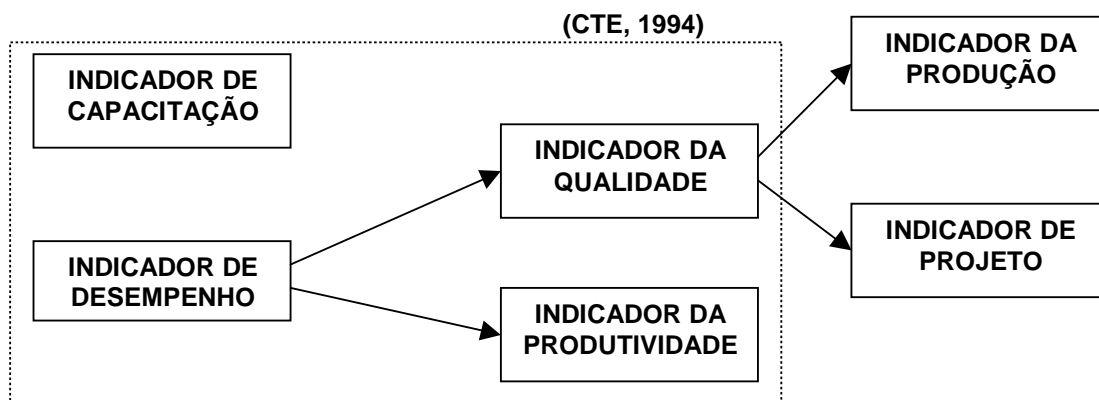 (CTE, 1994)
INDICADOR DE
CAPACITAÇÃO
INDICADOR DE
DESEMPENHO
INDICADOR DA
QUALIDADE
INDICADOR DA
PRODUTIVIDADE
INDICADOR DA
PRODUÇÃO
INDICADOR DE
PROJETO